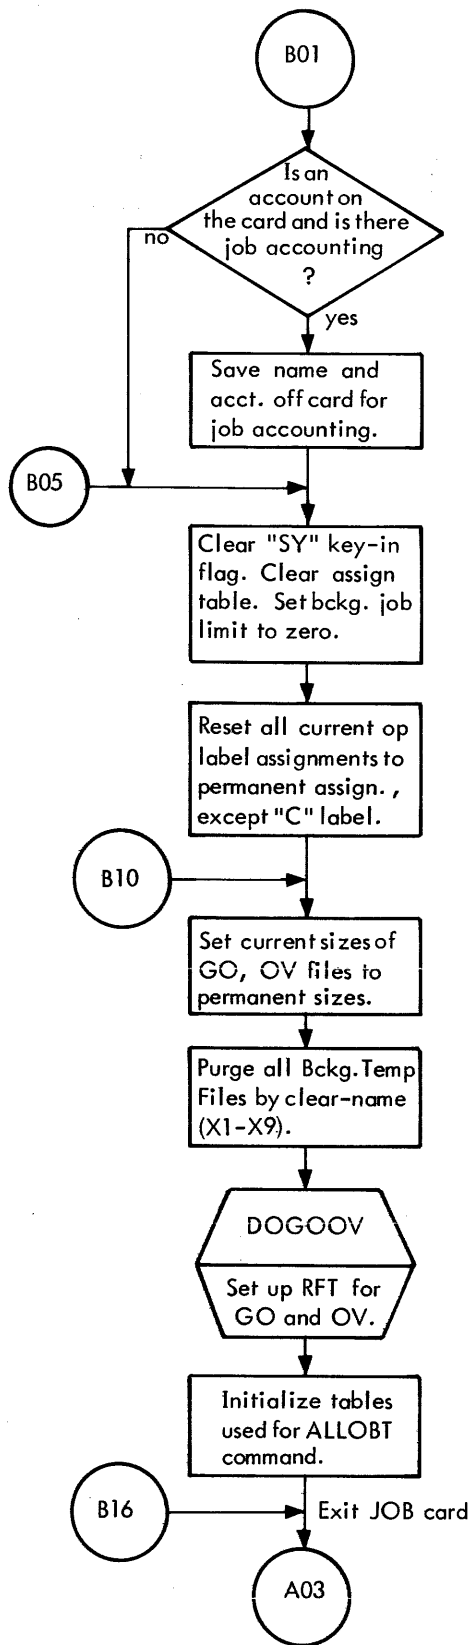 B01
Is an
account on
the card and is there
job accounting
?
no
yes
Save name and
acct. off card for
job accounting.
B05
Clear "SY" key-in
flag. Clear assign
table. Set bckg. job
limit to zero.
Reset all current op
label assignments to
permanent assign. ,
except "C" label.
B10
Set current sizes of
GO, OV files to
permanent sizes.
Purge all Bckg. Temp
Files by clear-name
(X1-X9).
DOGOOV
Set up RFT for
GO and OV.
Initialize tables
used for ALLOBT
command.
B16
Exit JOB card
A03